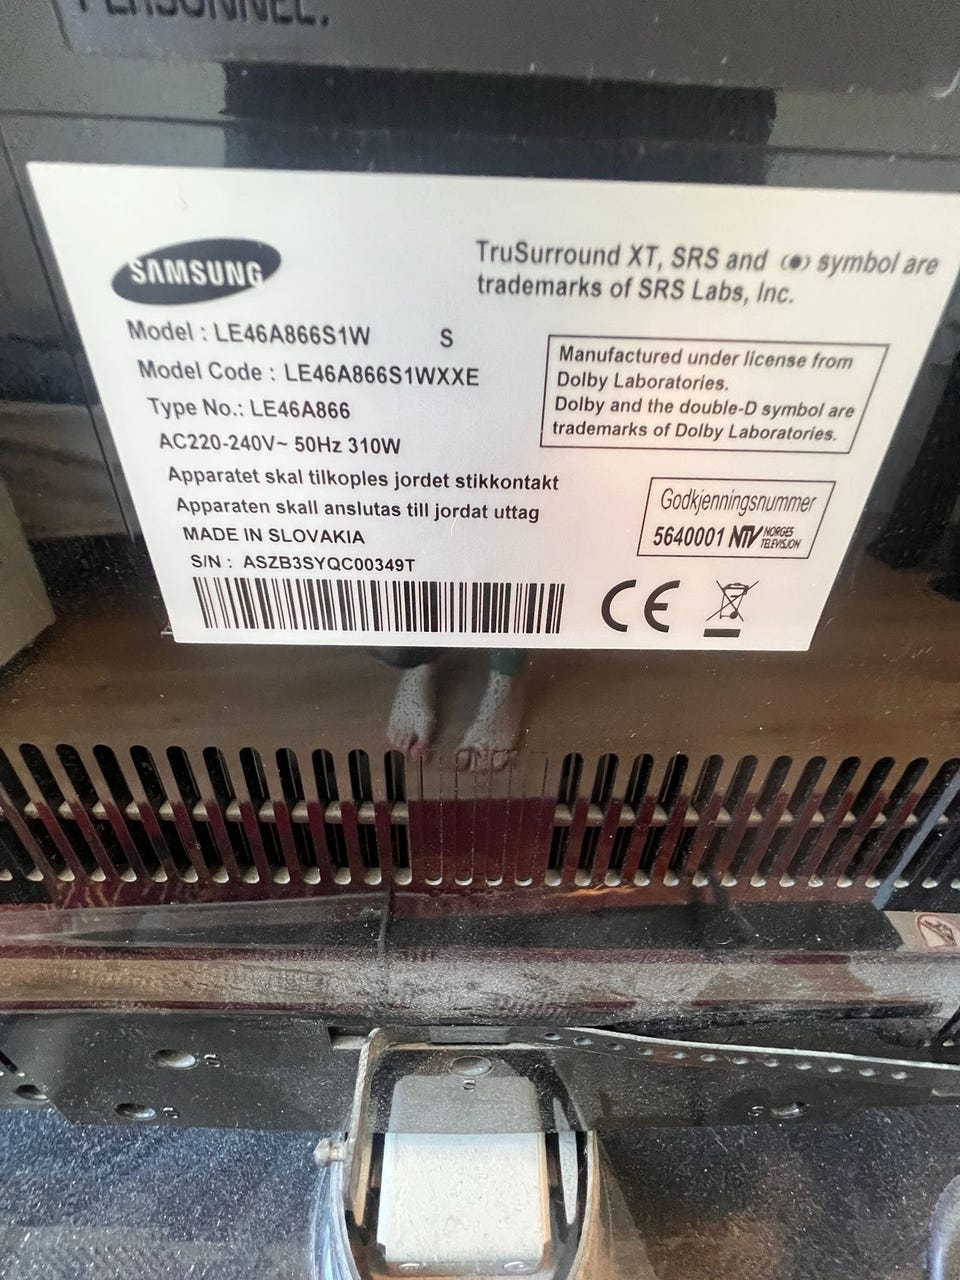 PERSONNEL.
SAMSUNG
TruSurround XT, SRS and (●) symbol are
trademarks of SRS Labs, Inc.
Model : LE46A866S1W S
Model Code : LE46A866S1WXXE
Type No.: LE46A866
AC220-240V~ 50Hz 310W
Apparatet skal tilkoples jordet stikkontakt
Apparaten skall anslutas till jordat uttag
MADE IN SLOVAKIA
S/N : ASZB3SYQC00349T
Manufactured under license from
Dolby Laboratories.
Dolby and the double-D symbol are
trademarks of Dolby Laboratories.
Godkjenningsnummer
5640001 NTV NORGES
TELEVISJON
CE
S
S
S
S